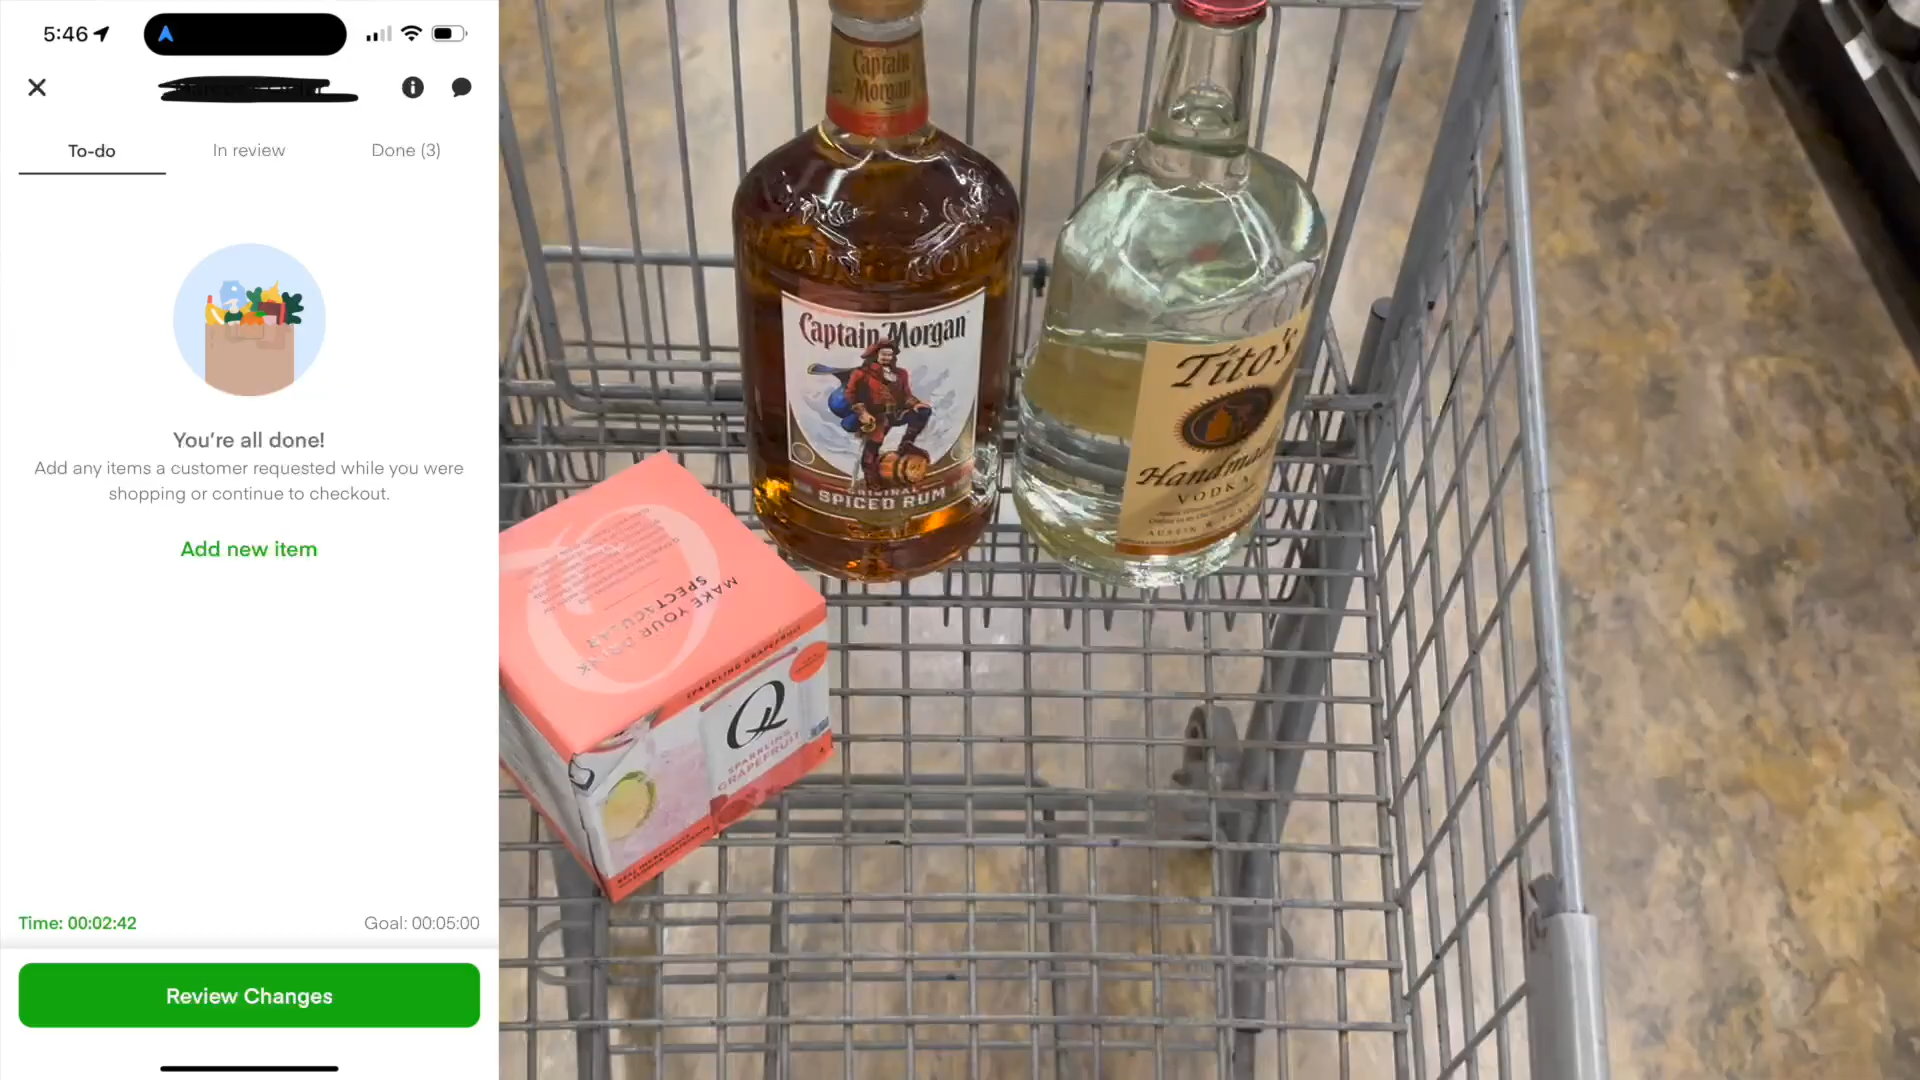 5:46
To-do
In review
Done (3)
You're all done!
Add any items a customer requested while you were
shopping or continue to checkout.
Add new item
Time: 00:02:42
Goal: 00:05:00
Review Changes
Captain
Morgan
Captain Morgan
ORIGINAL
SPICED RUM
Tito's
Handmade
VODKA
MAKE YOUR DRINK
SPECTACULAR
SPARKLING GRAPEFRUIT
Q
SPARKLING
GRAPEFRUIT